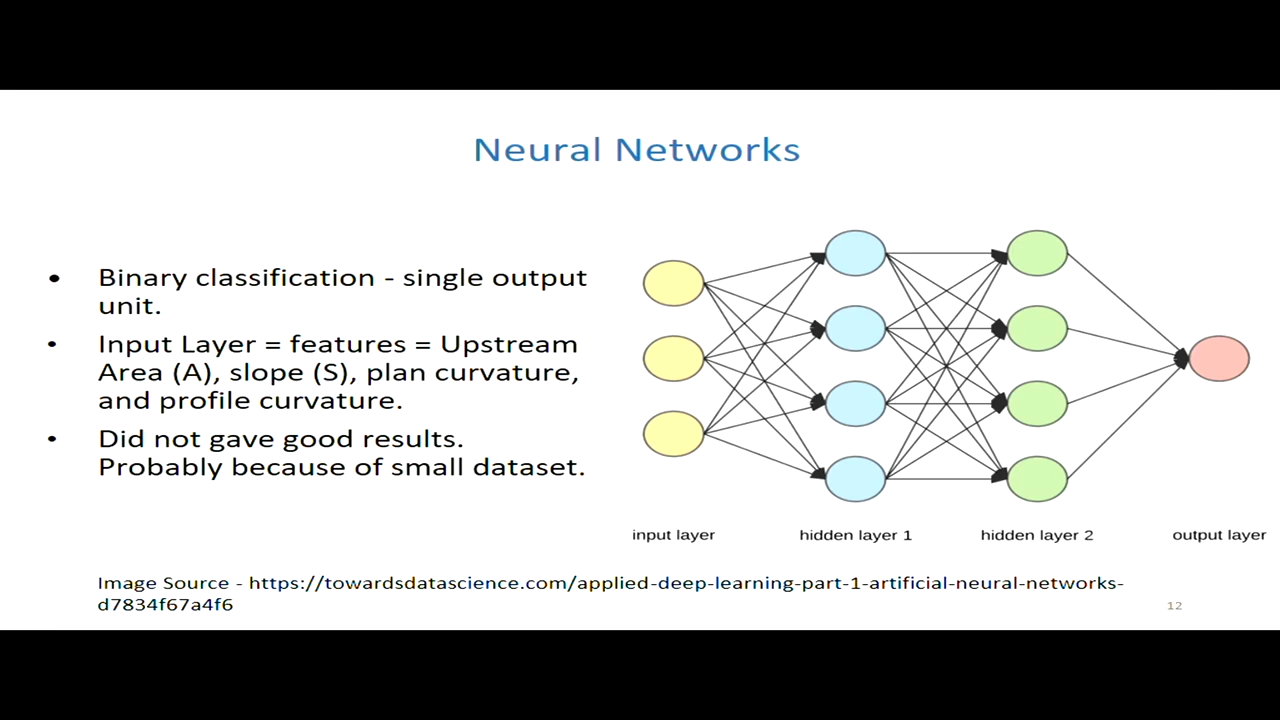 Neural Networks
• Binary classification - single output
unit.
• Input Layer = features = Upstream
Area (A), slope (S), plan curvature,
and profile curvature.
• Did not gave good results.
Probably because of small dataset.
input layer
hidden layer 1
hidden layer 2
output layer
Image Source - https://towardsdatascience.com/applied-deep-learning-part-1-artificial-neural-networks-
d7834f67a4f6
12